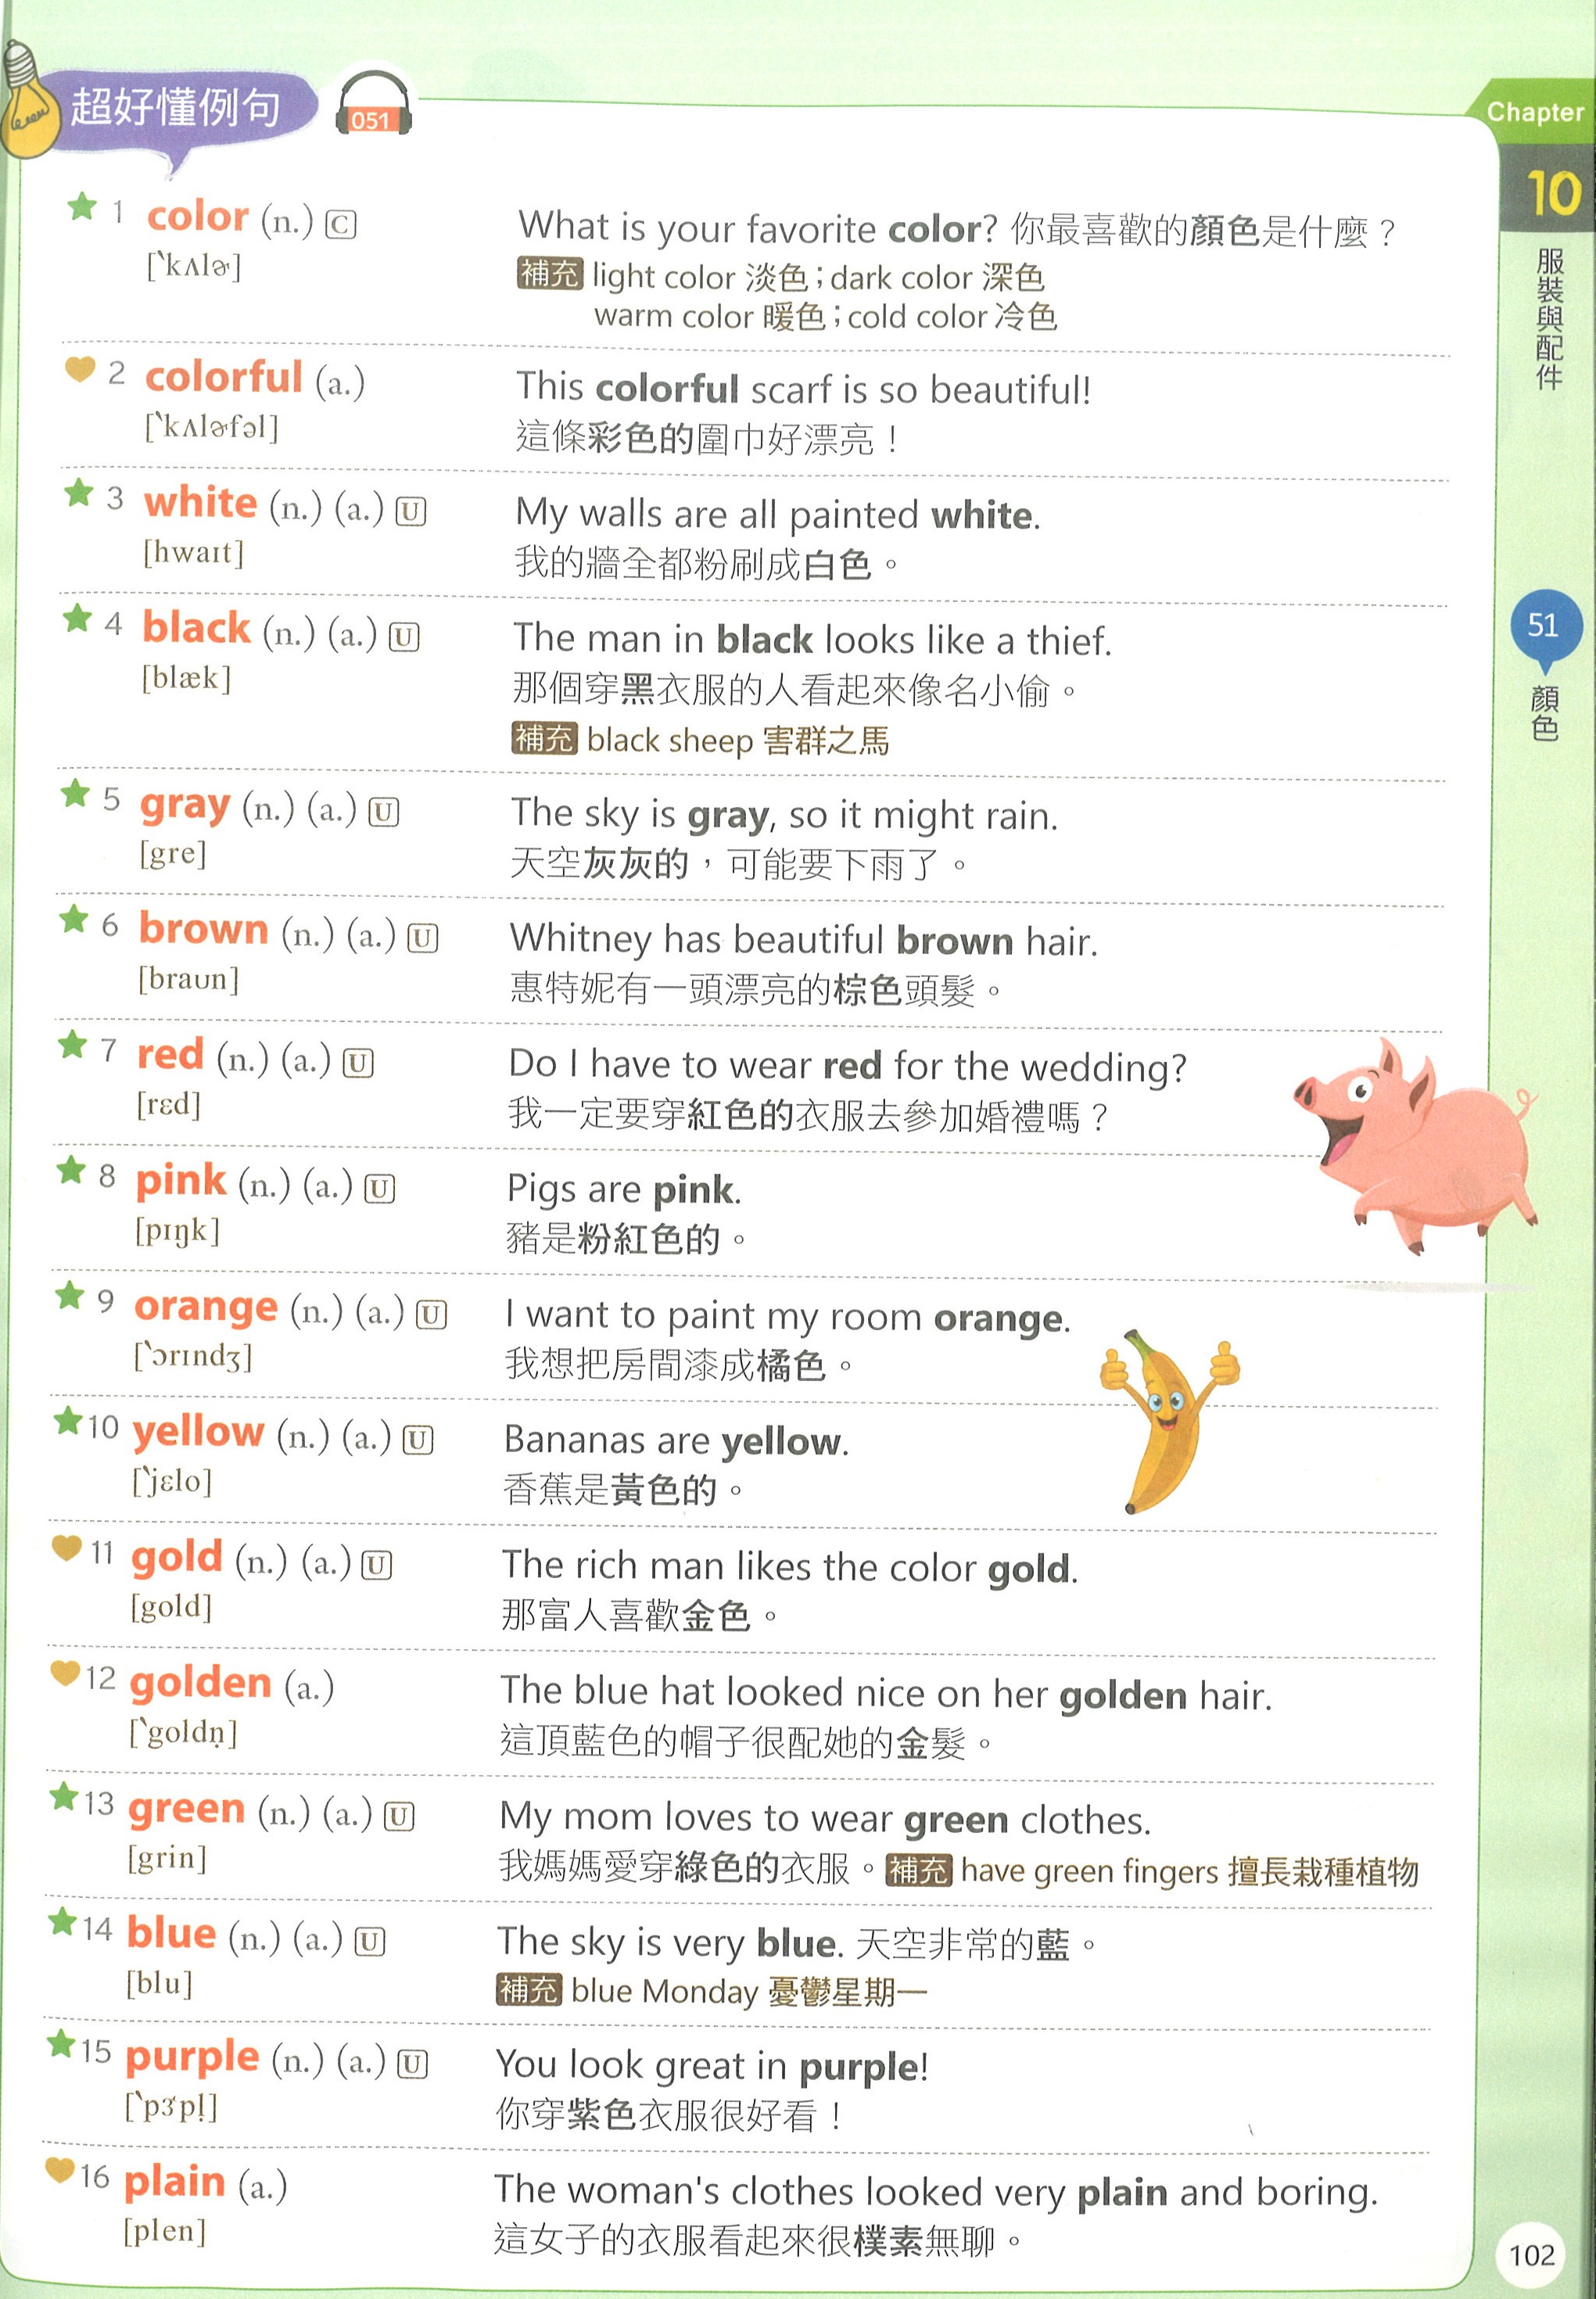 超好懂例句
051
Chapter
10
服裝與配件
51
顏色
1 color (n.) C
[ˋkʌlɚ]
What is your favorite color? 你最喜歡的顏色是什麼？
補充 light color 淡色；dark color 深色
warm color 暖色；cold color 冷色
2 colorful (a.)
[ˋkʌlɚfəl]
This colorful scarf is so beautiful!
這條彩色的圍巾好漂亮！
3 white (n.) (a.) U
[hwaɪt]
My walls are all painted white.
我的牆全都粉刷成白色。
4 black (n.) (a.) U
[blæk]
The man in black looks like a thief.
那個穿黑衣服的人看起來像名小偷。
補充 black sheep 害群之馬
5 gray (n.) (a.) U
[gre]
The sky is gray, so it might rain.
天空灰灰的，可能要下雨了。
6 brown (n.) (a.) U
[braʊn]
Whitney has beautiful brown hair.
惠特妮有一頭漂亮的棕色頭髮。
7 red (n.) (a.) U
[rɛd]
Do I have to wear red for the wedding?
我一定要穿紅色的衣服去參加婚禮嗎？
8 pink (n.) (a.) U
[pɪŋk]
Pigs are pink.
豬是粉紅色的。
9 orange (n.) (a.) U
[ˋɔrɪndʒ]
I want to paint my room orange.
我想把房間漆成橘色。
10 yellow (n.) (a.) U
[ˋjɛlo]
Bananas are yellow.
香蕉是黃色的。
11 gold (n.) (a.) U
[gold]
The rich man likes the color gold.
那富人喜歡金色。
12 golden (a.)
[ˋgoldṇ]
The blue hat looked nice on her golden hair.
這頂藍色的帽子很配她的金髮。
13 green (n.) (a.) U
[grin]
My mom loves to wear green clothes.
我媽媽愛穿綠色的衣服。補充 have green fingers 擅長栽種植物
14 blue (n.) (a.) U
[blu]
The sky is very blue. 天空非常的藍。
補充 blue Monday 憂鬱星期一
15 purple (n.) (a.) U
[ˋpɝpḷ]
You look great in purple!
你穿紫色衣服很好看！
16 plain (a.)
[plen]
The woman's clothes looked very plain and boring.
這女子的衣服看起來很樸素無聊。
102